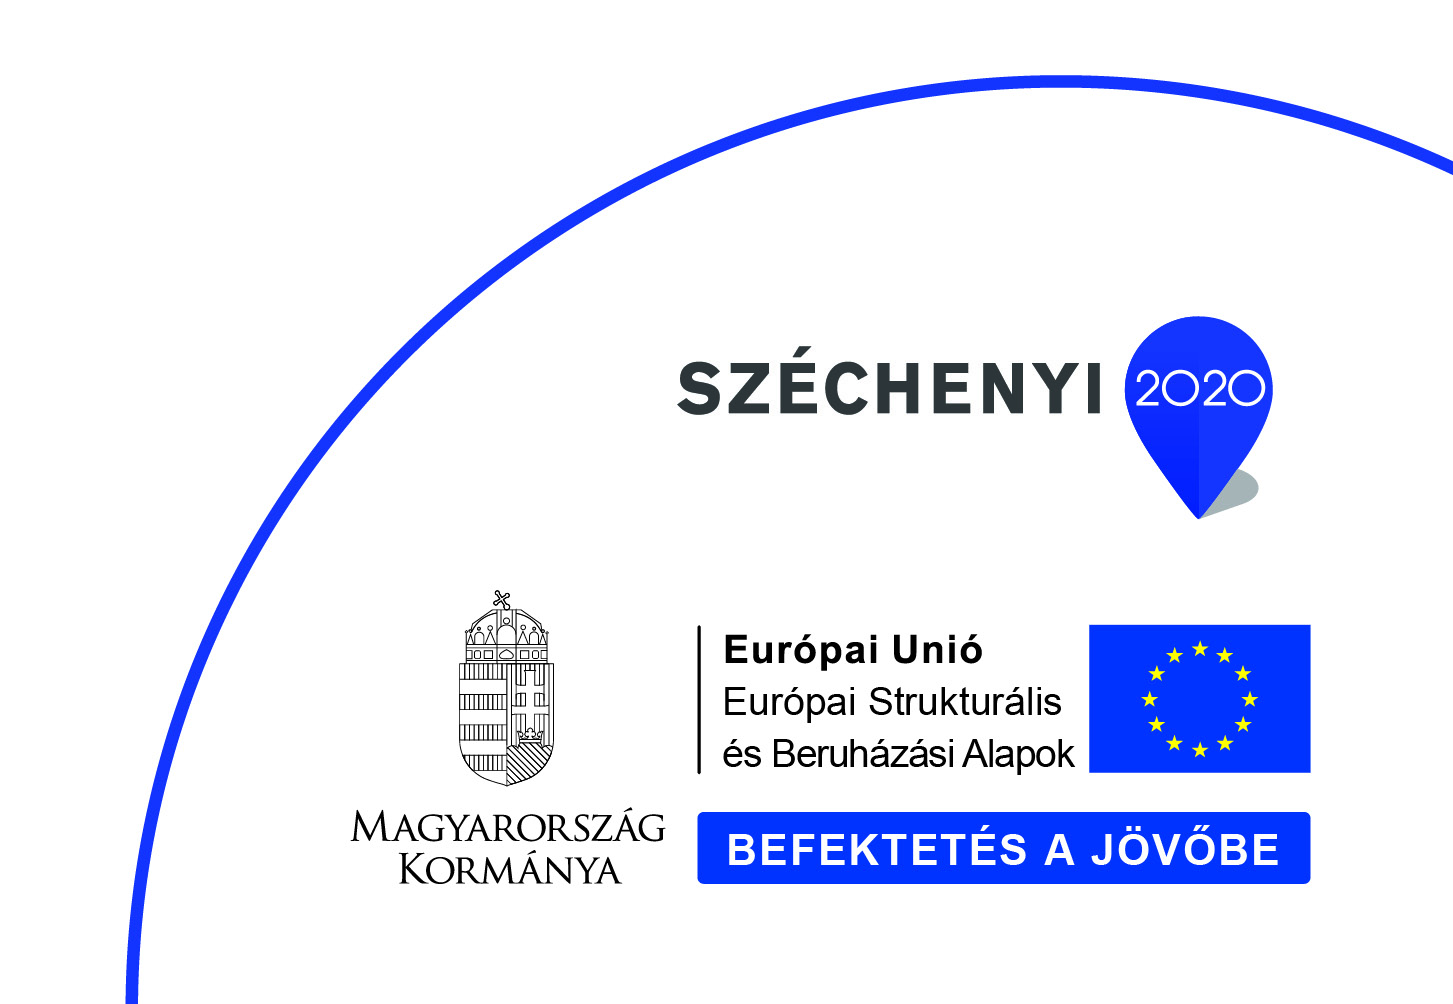 SZÉCHENYI 2020
Európai Unió
Európai Strukturális
és Beruházási Alapok
MAGYARORSZÁG
KORMÁNYA
BEFEKTETÉS A JÖVŐBE